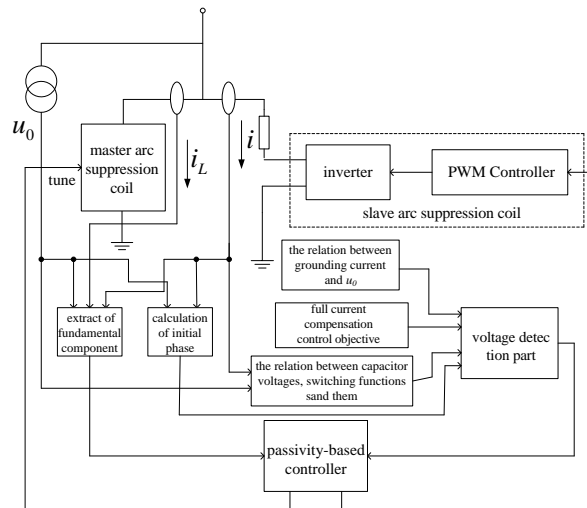 u0
master arc
suppression
coil
tune
iL
i
inverter
PWM Controller
slave arc suppression coil
the relation between
grounding current
and u0
extract of
fundamental
component
calculation
of initial
phase
full current
compensation
control objective
voltage detec
tion part
the relation between capacitor
voltages, switching functions
sand them
passivity-based
controller